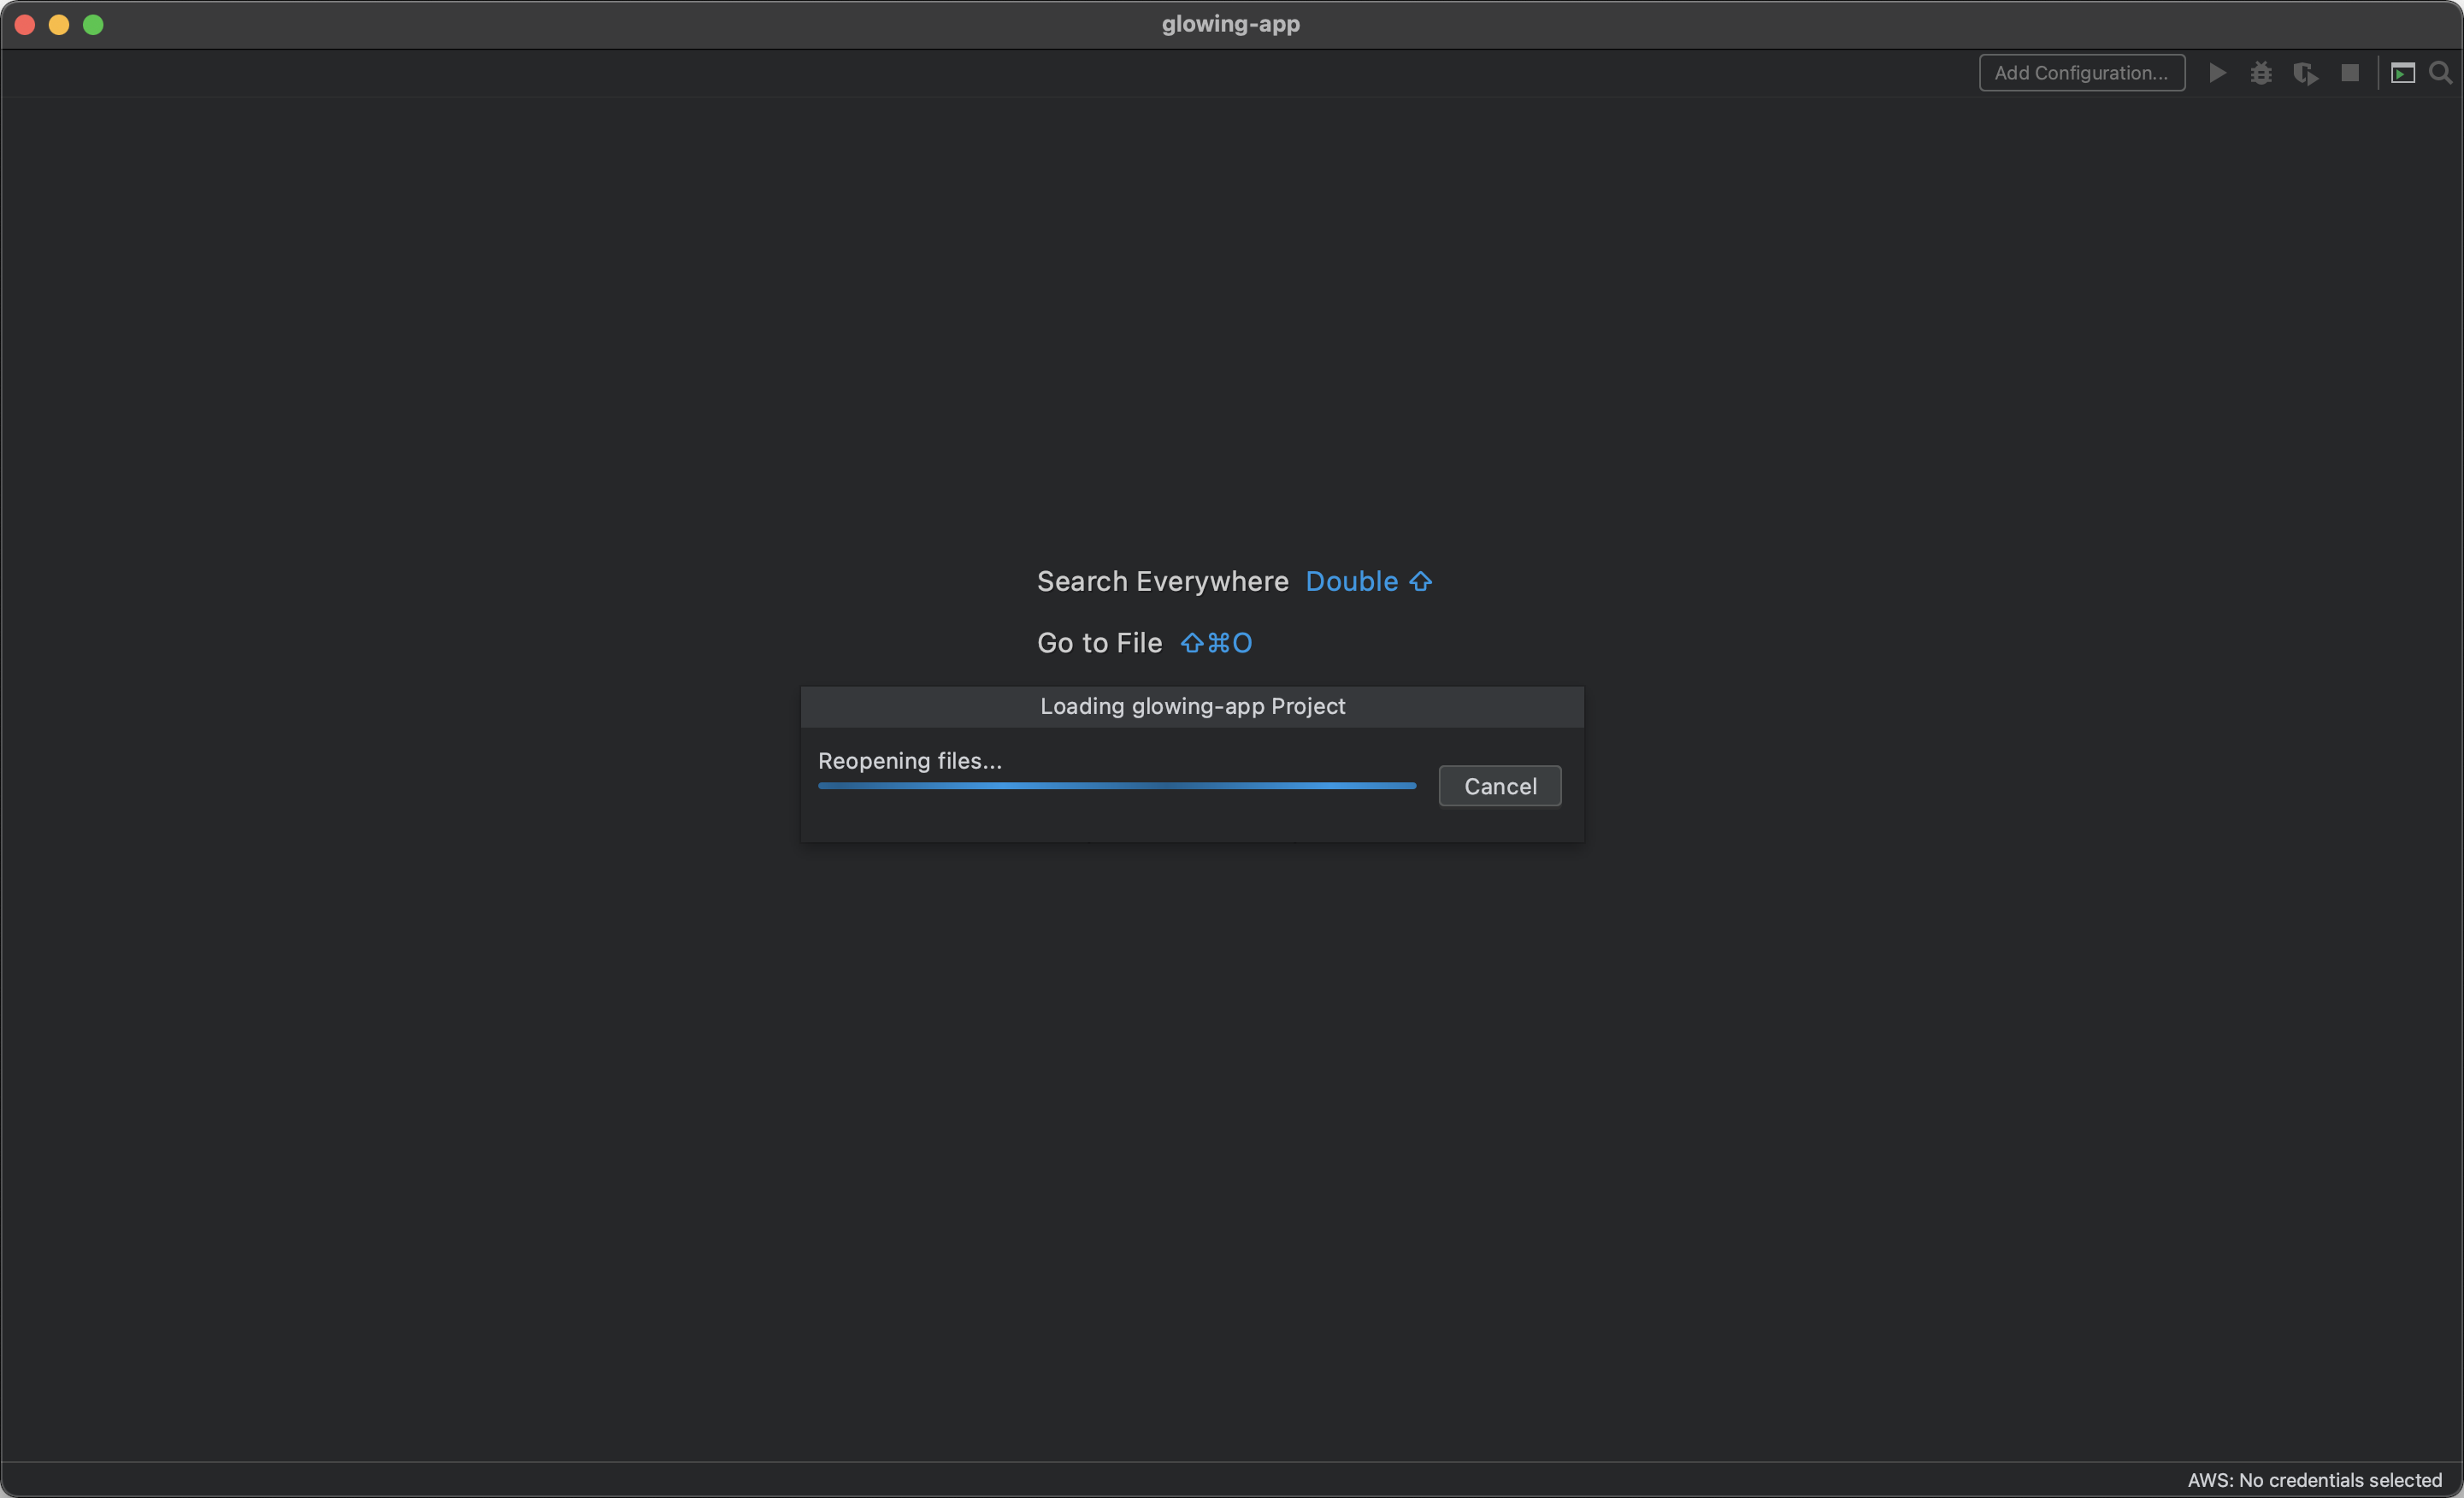 glowing-app
Add Configuration...
Search Everywhere Double ⇧
Go to File ⇧⌘O
Loading glowing-app Project
Reopening files...
Cancel
AWS: No credentials selected